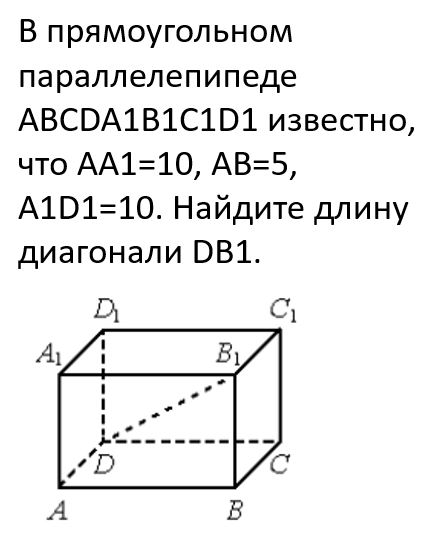 В прямоугольном
параллелепипеде
ABCDA1B1C1D1 известно,
что AA1=10, AB=5,
A1D1=10. Найдите длину
диагонали DB1.
D1 C1
A1 B1
D C
A B